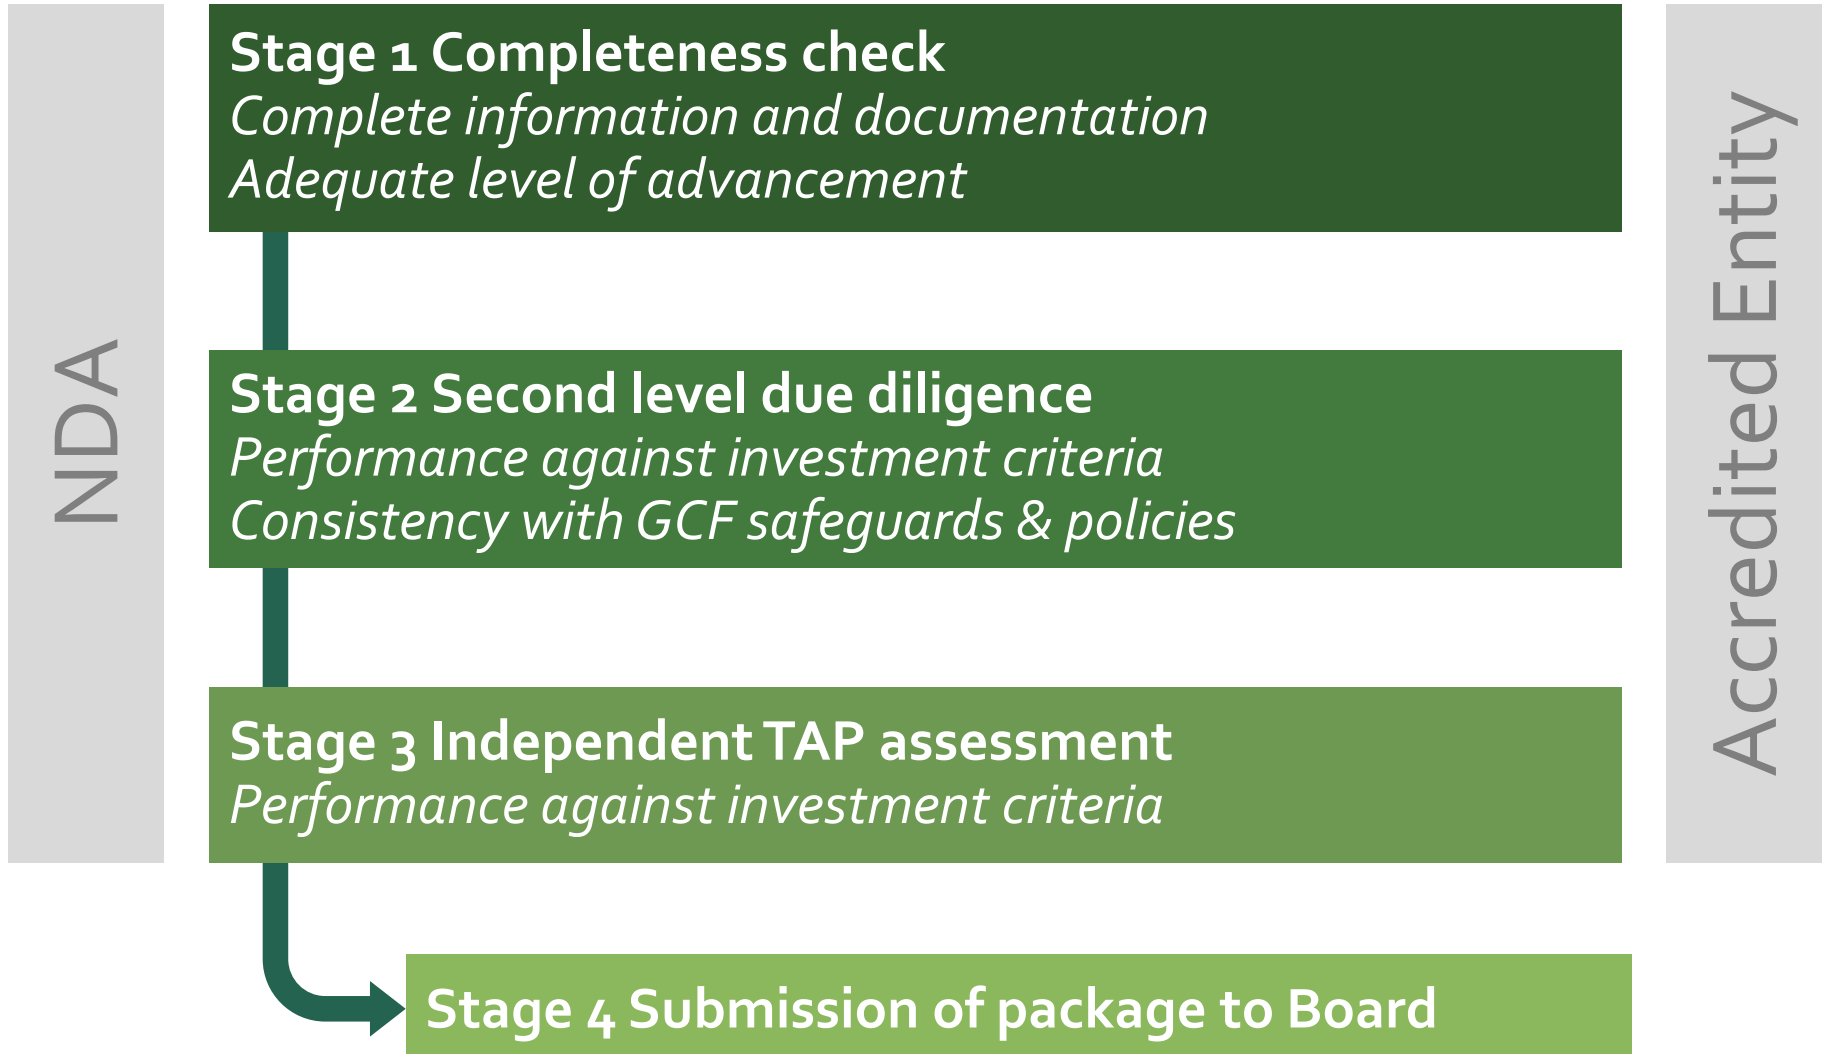 NDA
Stage 1 Completeness check
Complete information and documentation
Adequate level of advancement
Stage 2 Second level due diligence
Performance against investment criteria
Consistency with GCF safeguards & policies
Stage 3 Independent TAP assessment
Performance against investment criteria
Stage 4 Submission of package to Board
Accredited Entity